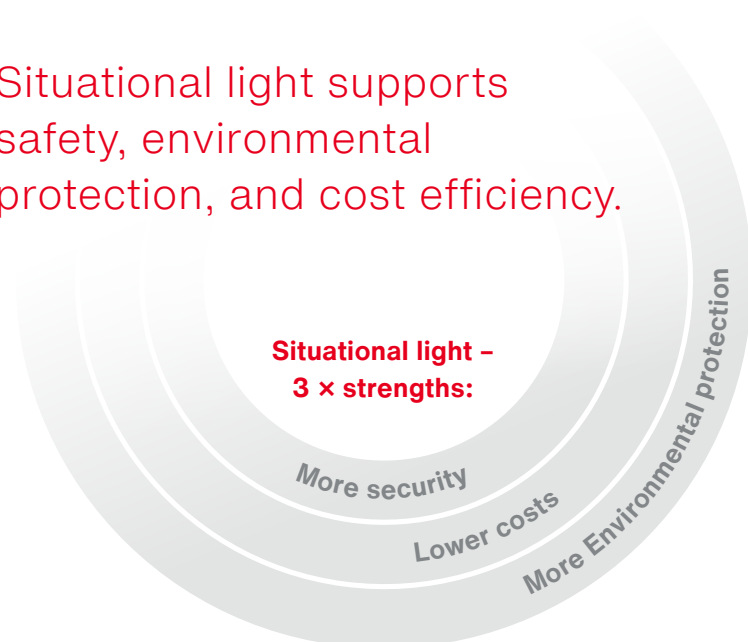 Situational light supports
safety, environmental
protection, and cost efficiency.
Situational light –
3 × strengths:
More security
Lower costs
More Environmental protection